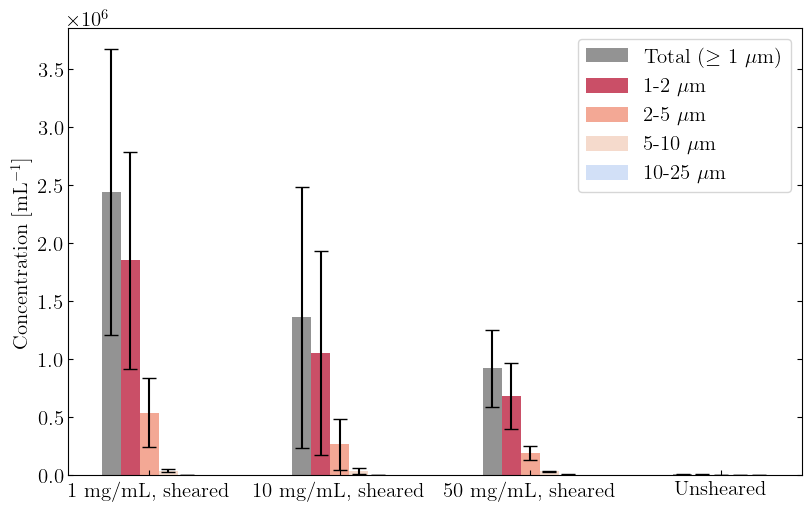 ×10⁶
3.5
3.0
2.5
2.0
1.5
1.0
0.5
0.0
Concentration [mL⁻¹]
Total (≥ 1 μm)
1-2 μm
2-5 μm
5-10 μm
10-25 μm
1 mg/mL, sheared
10 mg/mL, sheared
50 mg/mL, sheared
Unsheared